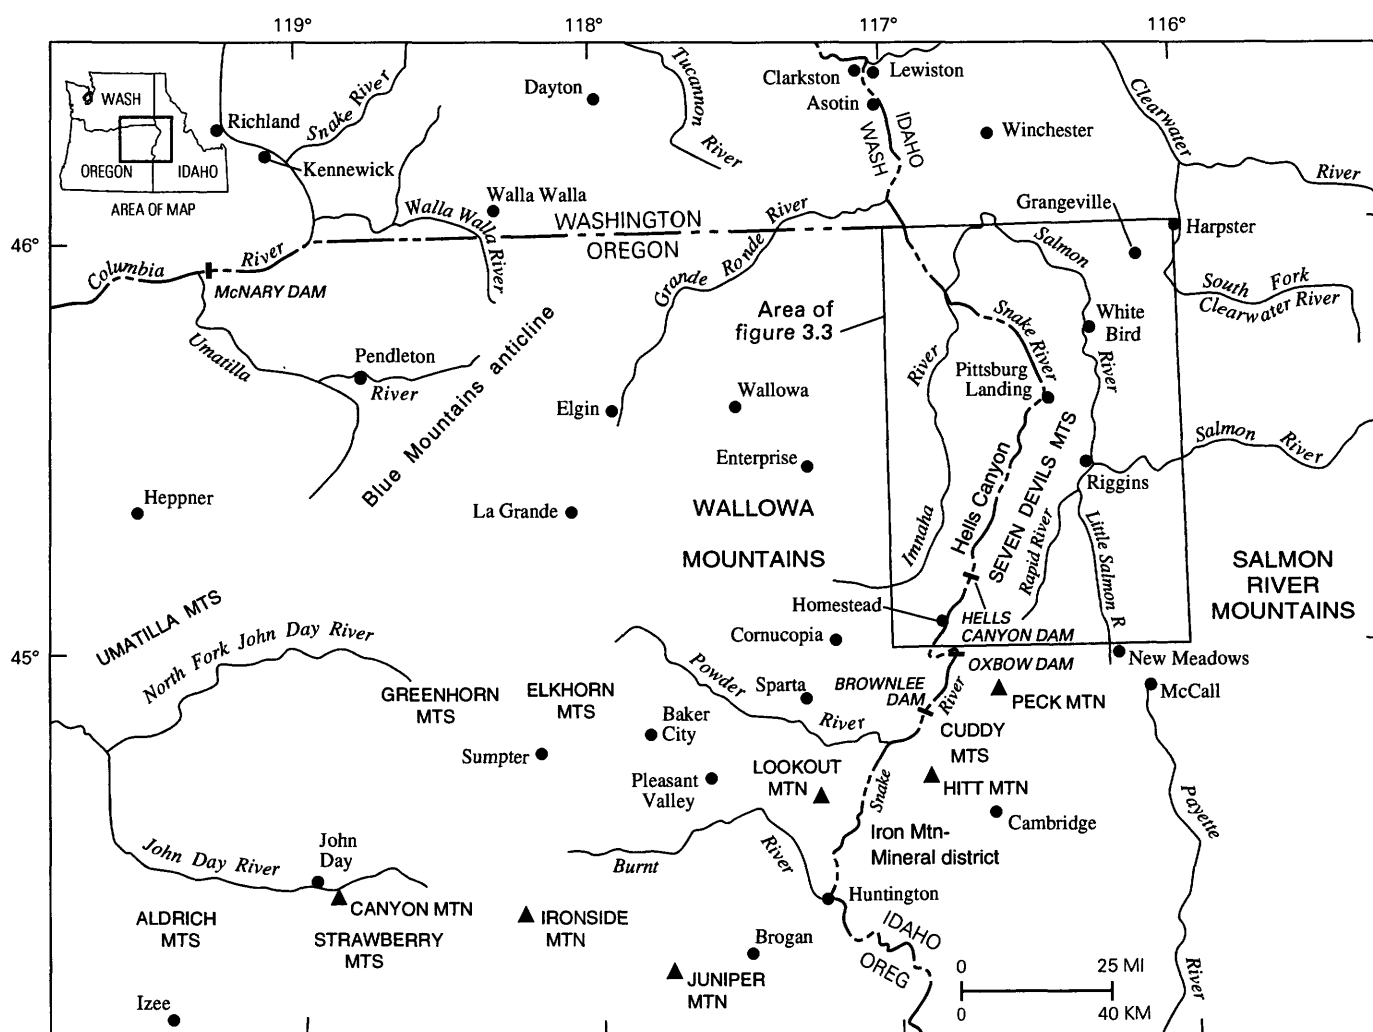 119°
118°
117°
116°
WASH
OREGON
IDAHO
AREA OF MAP
Richland
Snake River
Kennewick
Dayton
Tucannon
River
Clarkston
Lewiston
Asotin
WASH
IDAHO
Winchester
Clearwater
River
Walla Walla
Walla Walla
River
WASHINGTON
OREGON
River
Grande Ronde
Grangeville
Harpster
46°
Columbia
River
McNARY DAM
Salmon
South Fork
Clearwater River
Area of
figure 3.3
Snake River
White
Bird
River
Umatilla
Pendleton
River
Blue Mountains anticline
River
Pittsburg
Landing
Elgin
Wallowa
Enterprise
Salmon
River
Riggins
Heppner
La Grande
WALLOWA
MOUNTAINS
Imnaha
Hells Canyon
SEVEN DEVILS MTS
Rapid River
Little Salmon R
SALMON
RIVER
MOUNTAINS
UMATILLA MTS
Homestead
HELLS
CANYON DAM
Cornucopia
45°
North Fork John Day River
OXBOW DAM
New Meadows
McCall
GREENHORN
MTS
ELKHORN
MTS
Powder
River
Sparta
BROWNLEE
DAM
River
PECK MTN
Baker
City
Sumpter
CUDDY
MTS
Pleasant
Valley
LOOKOUT
MTN
Snake
HITT MTN
Cambridge
Payette
River
Iron Mtn-
Mineral district
Burnt
River
Huntington
John Day River
John
Day
CANYON MTN
ALDRICH
MTS
STRAWBERRY
MTS
IRONSIDE
MTN
Brogan
JUNIPER
MTN
IDAHO
OREG
Izee
0
25 MI
0
40 KM